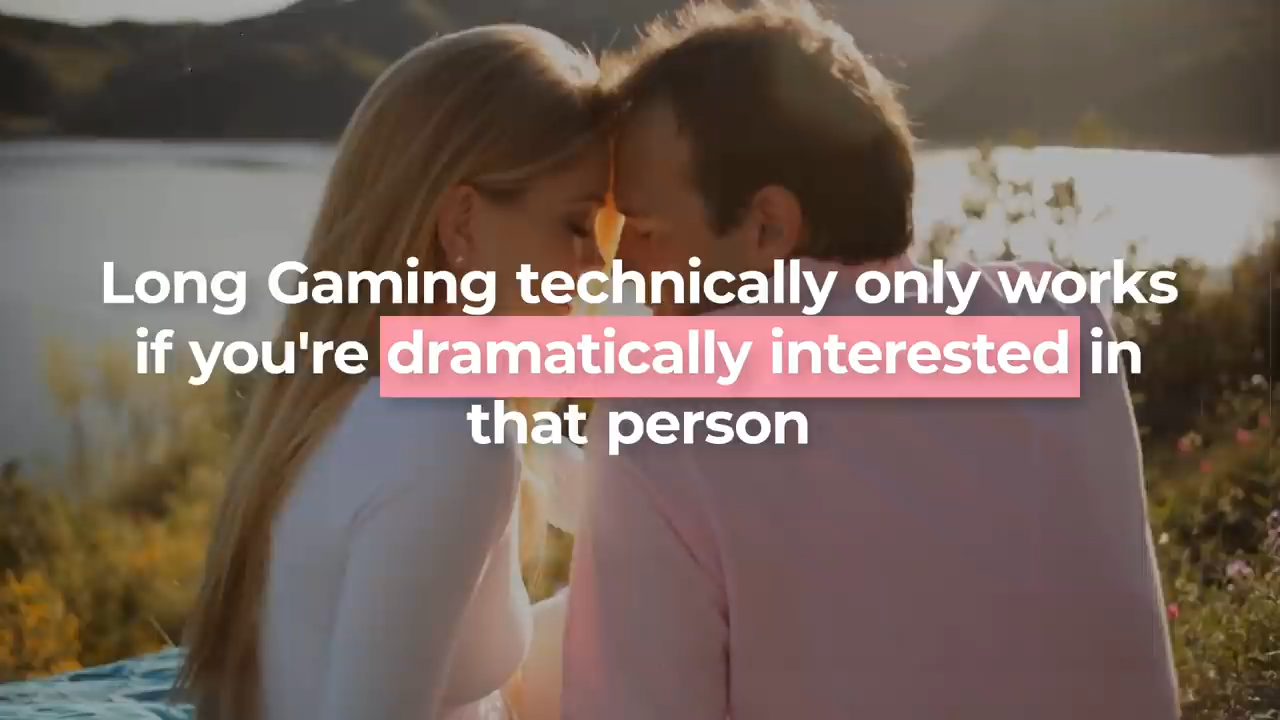 Long Gaming technically only works
if you're dramatically interested in
that person